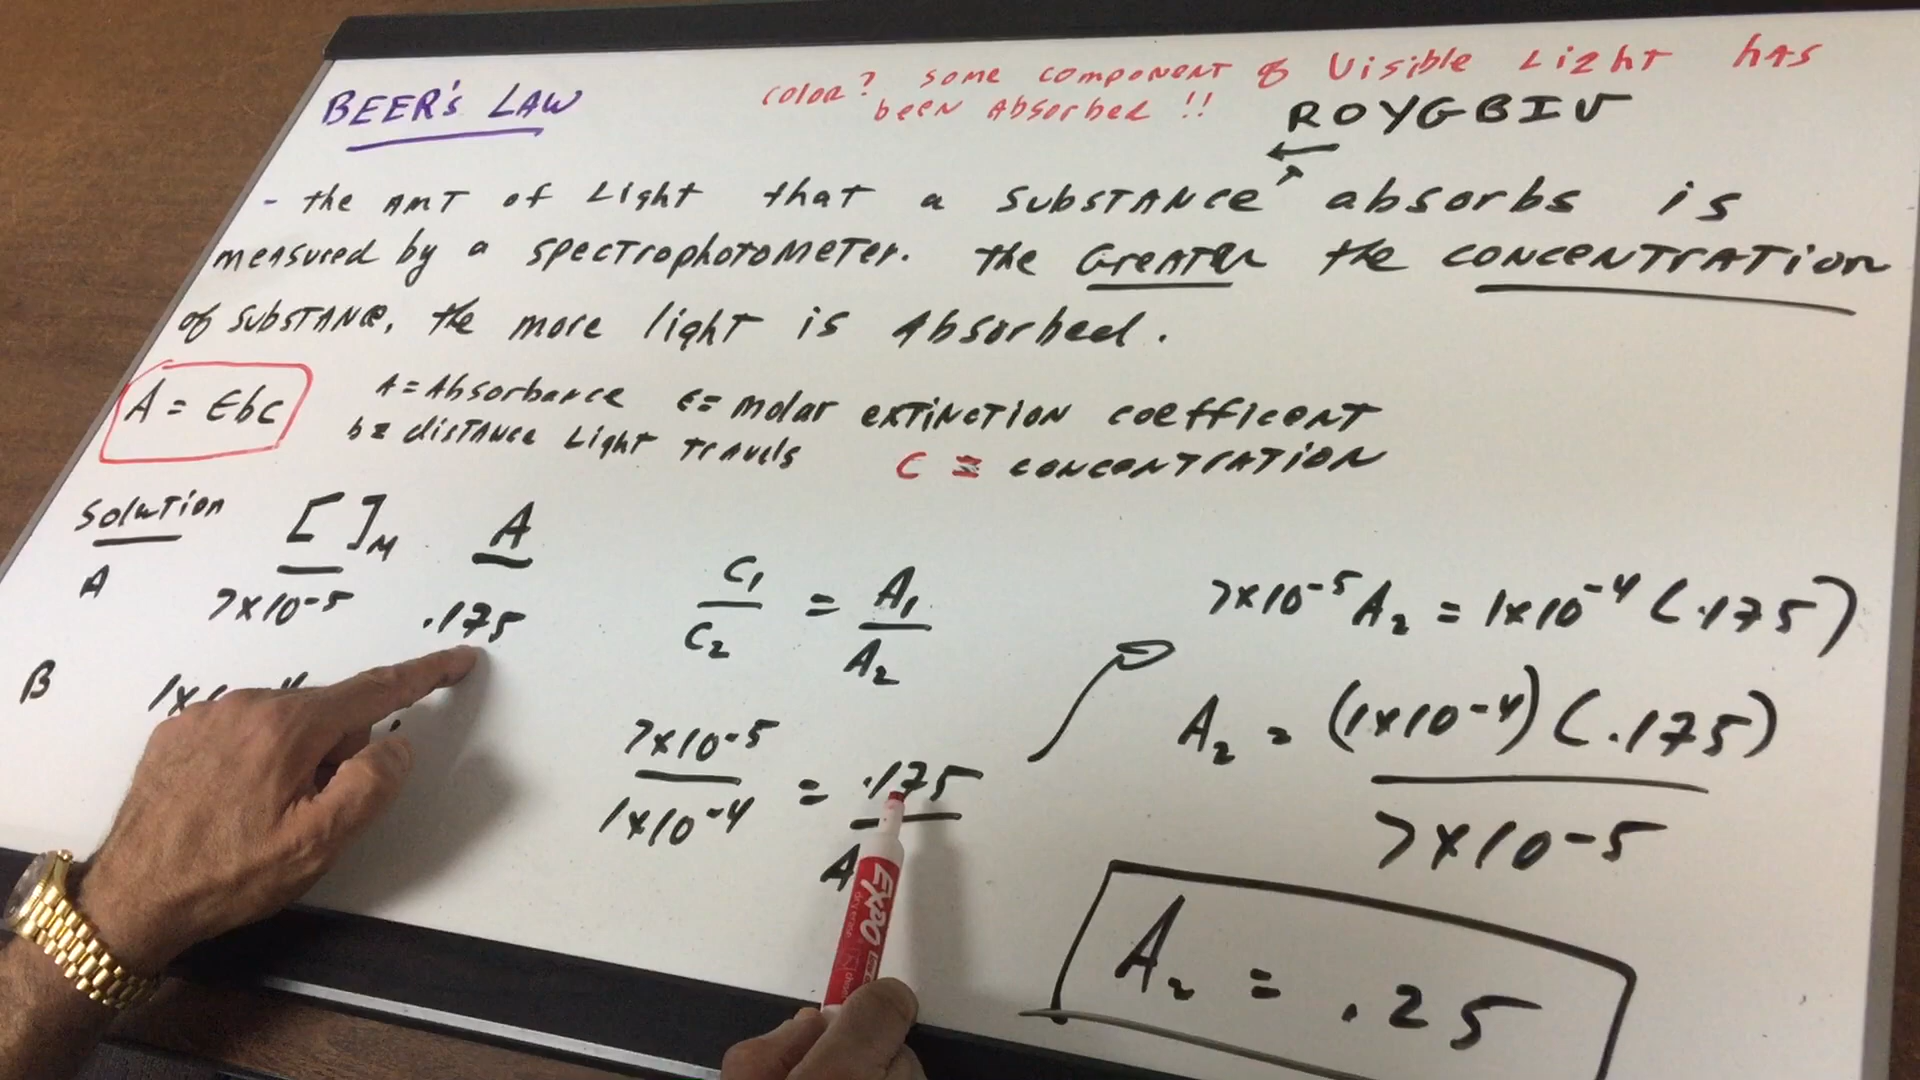 BEER'S LAW
color? some component of Visible Light has
been Absorbed !!
ROYGBIV
- the AMT of Light that a SubSTANCE absorbs is
measured by a SpecTrophotoMeTer. the GreATer the CONCENTrATion
of SubSTANCe, the more light is Absorbed.
A = Ebc
A = Absorbance ε = molar exTincTion coefficent
b = disTAnce Light Travels C = concenTrATion
Solution [ ]M A
A 7x10-5 .175
B
C1
C2
=
A1
A2
7x10-5
1x10-4
=
.175
A
7x10-5 A2 = 1x10-4 (.175)
A2 = (1x10-4)(.175)
7x10-5
A2 = .25
EXPO